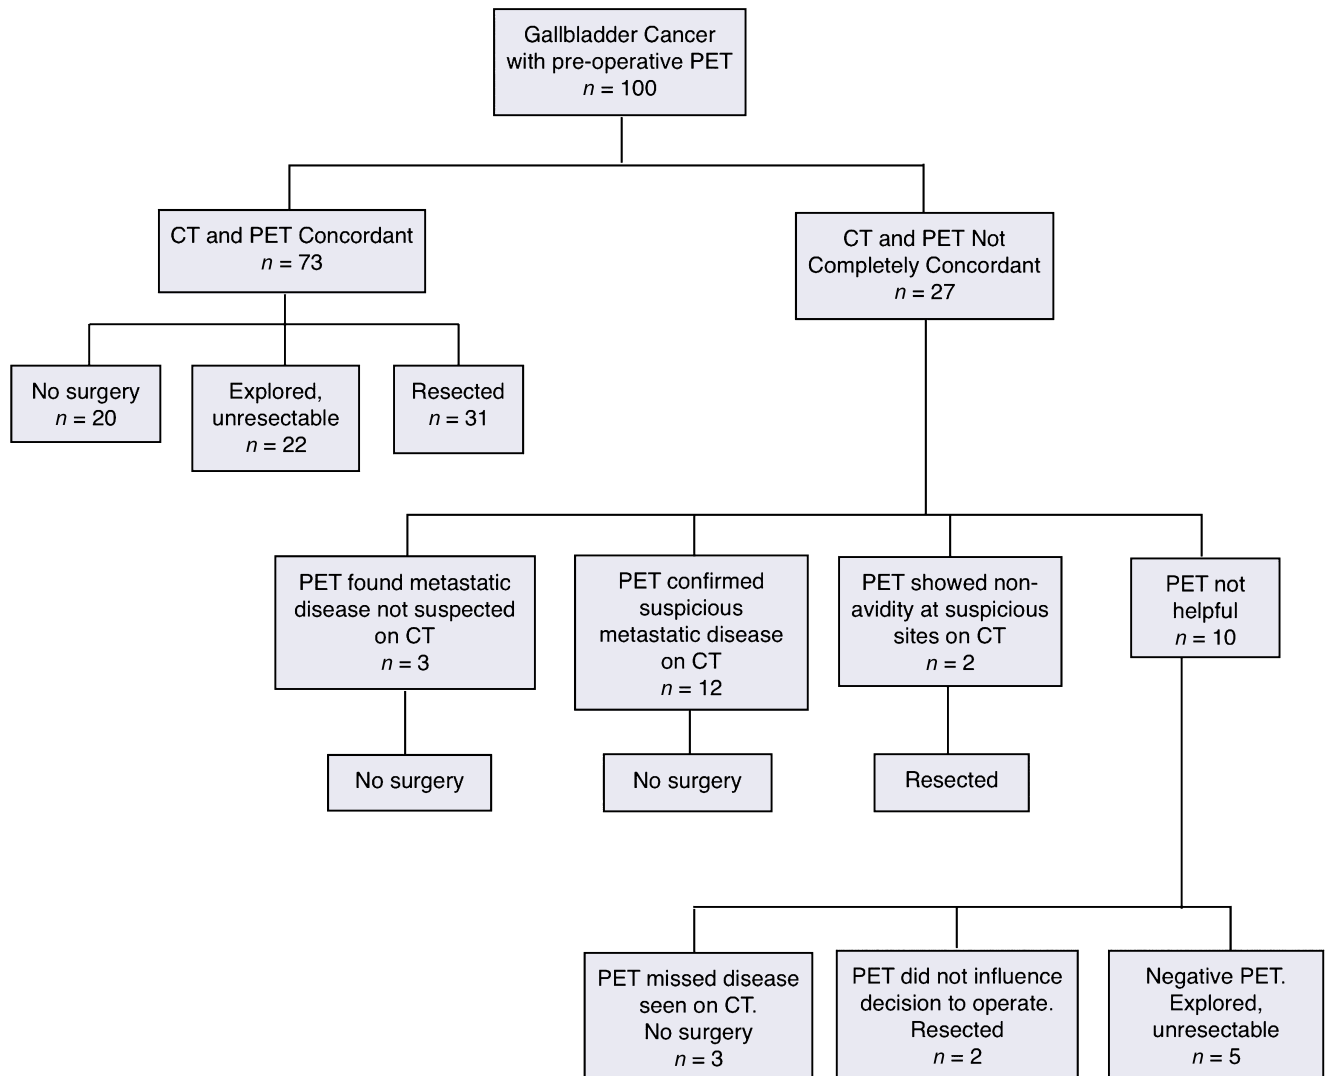 Gallbladder Cancer
with pre-operative PET
n = 100
CT and PET Concordant
n = 73
CT and PET Not
Completely Concordant
n = 27
No surgery
n = 20
Explored,
unresectable
n = 22
Resected
n = 31
PET found metastatic
disease not suspected
on CT
n = 3
PET confirmed
suspicious
metastatic disease
on CT
n = 12
PET showed non-
avidity at suspicious
sites on CT
n = 2
PET not
helpful
n = 10
No surgery
No surgery
Resected
PET missed disease
seen on CT.
No surgery
n = 3
PET did not influence
decision to operate.
Resected
n = 2
Negative PET.
Explored,
unresectable
n = 5